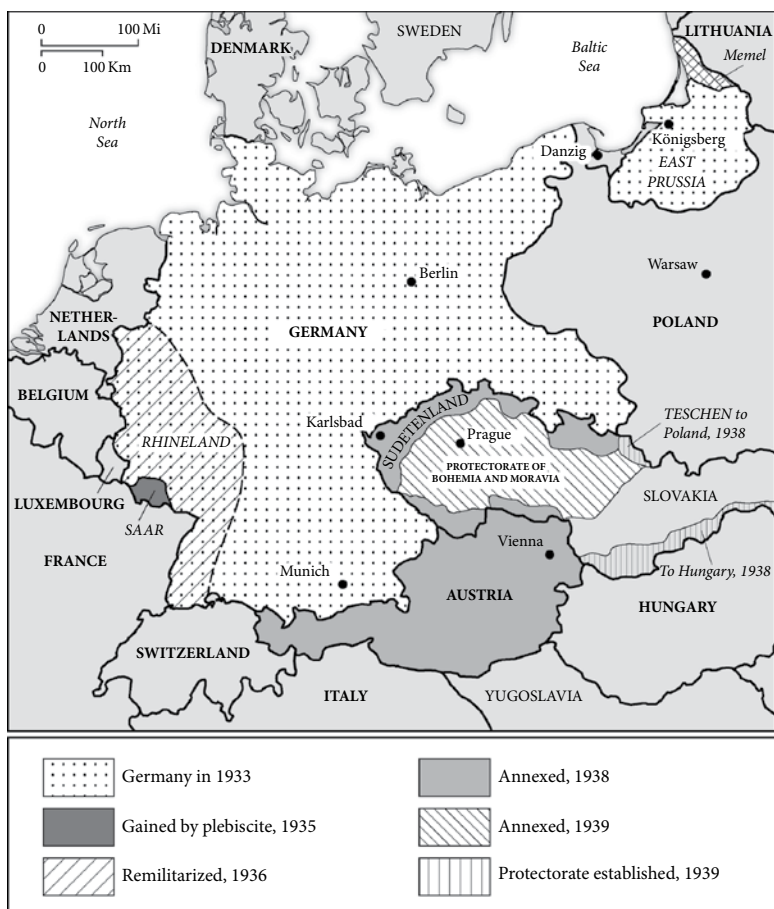 0 100 Mi
0 100 Km
DENMARK
SWEDEN
Baltic
Sea
LITHUANIA
Memel
North
Sea
Königsberg
Danzig
EAST
PRUSSIA
Berlin
Warsaw
NETHER-
LANDS
GERMANY
POLAND
BELGIUM
Karlsbad
SUDETENLAND
TESCHEN to
Poland, 1938
RHINELAND
Prague
PROTECTORATE OF
BOHEMIA AND MORAVIA
LUXEMBOURG
SLOVAKIA
SAAR
FRANCE
Vienna
Munich
To Hungary, 1938
AUSTRIA
HUNGARY
SWITZERLAND
ITALY
YUGOSLAVIA
Germany in 1933
Annexed, 1938
Gained by plebiscite, 1935
Annexed, 1939
Remilitarized, 1936
Protectorate established, 1939